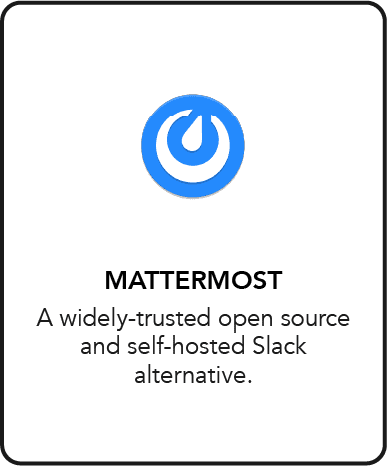 MATTERMOST
A widely-trusted open source
and self-hosted Slack
alternative.